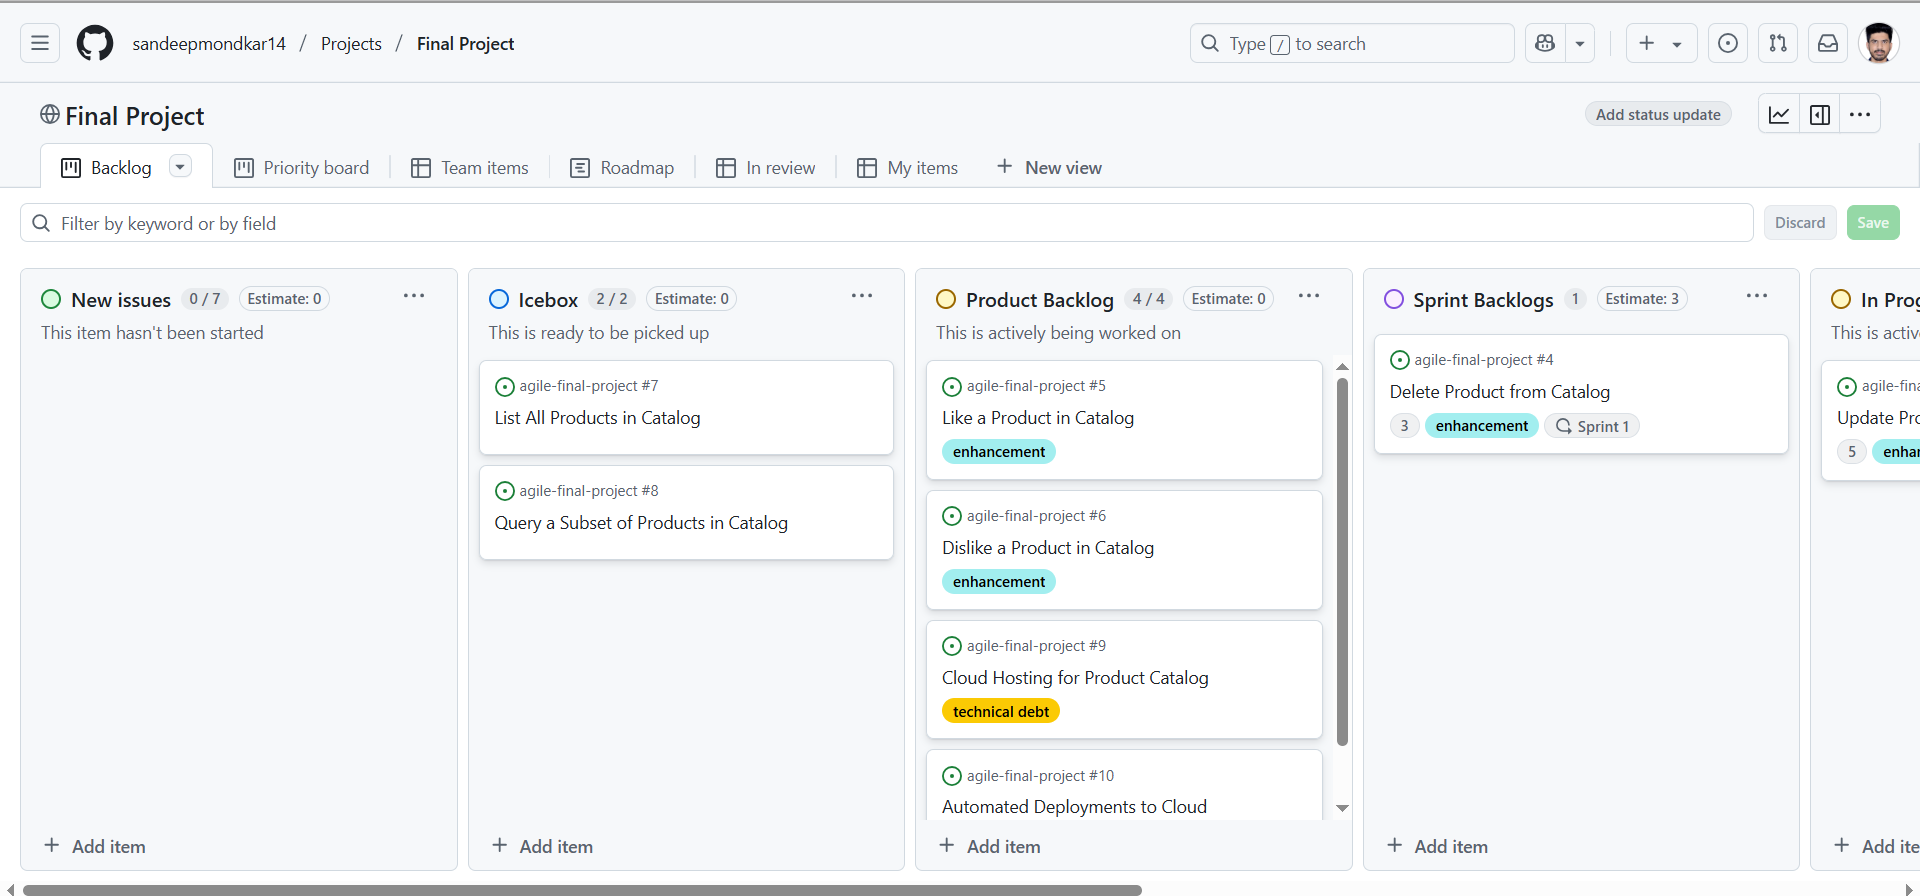 sandeepmondkar14 / Projects / Final Project
Type / to search
Final Project
Add status update
Backlog
Priority board
Team items
Roadmap
In review
My items
New view
Filter by keyword or by field
Discard
Save
New issues 0 / 7 Estimate: 0
This item hasn't been started
Add item
Icebox 2 / 2 Estimate: 0
This is ready to be picked up
agile-final-project #7
List All Products in Catalog
agile-final-project #8
Query a Subset of Products in Catalog
Add item
Product Backlog 4 / 4 Estimate: 0
This is actively being worked on
agile-final-project #5
Like a Product in Catalog
enhancement
agile-final-project #6
Dislike a Product in Catalog
enhancement
agile-final-project #9
Cloud Hosting for Product Catalog
technical debt
agile-final-project #10
Automated Deployments to Cloud
Add item
Sprint Backlogs 1 Estimate: 3
agile-final-project #4
Delete Product from Catalog
3 enhancement Sprint 1
Add item
In Prog
This is activ
agile-fina
Update Pro
5 enhan
Add ite